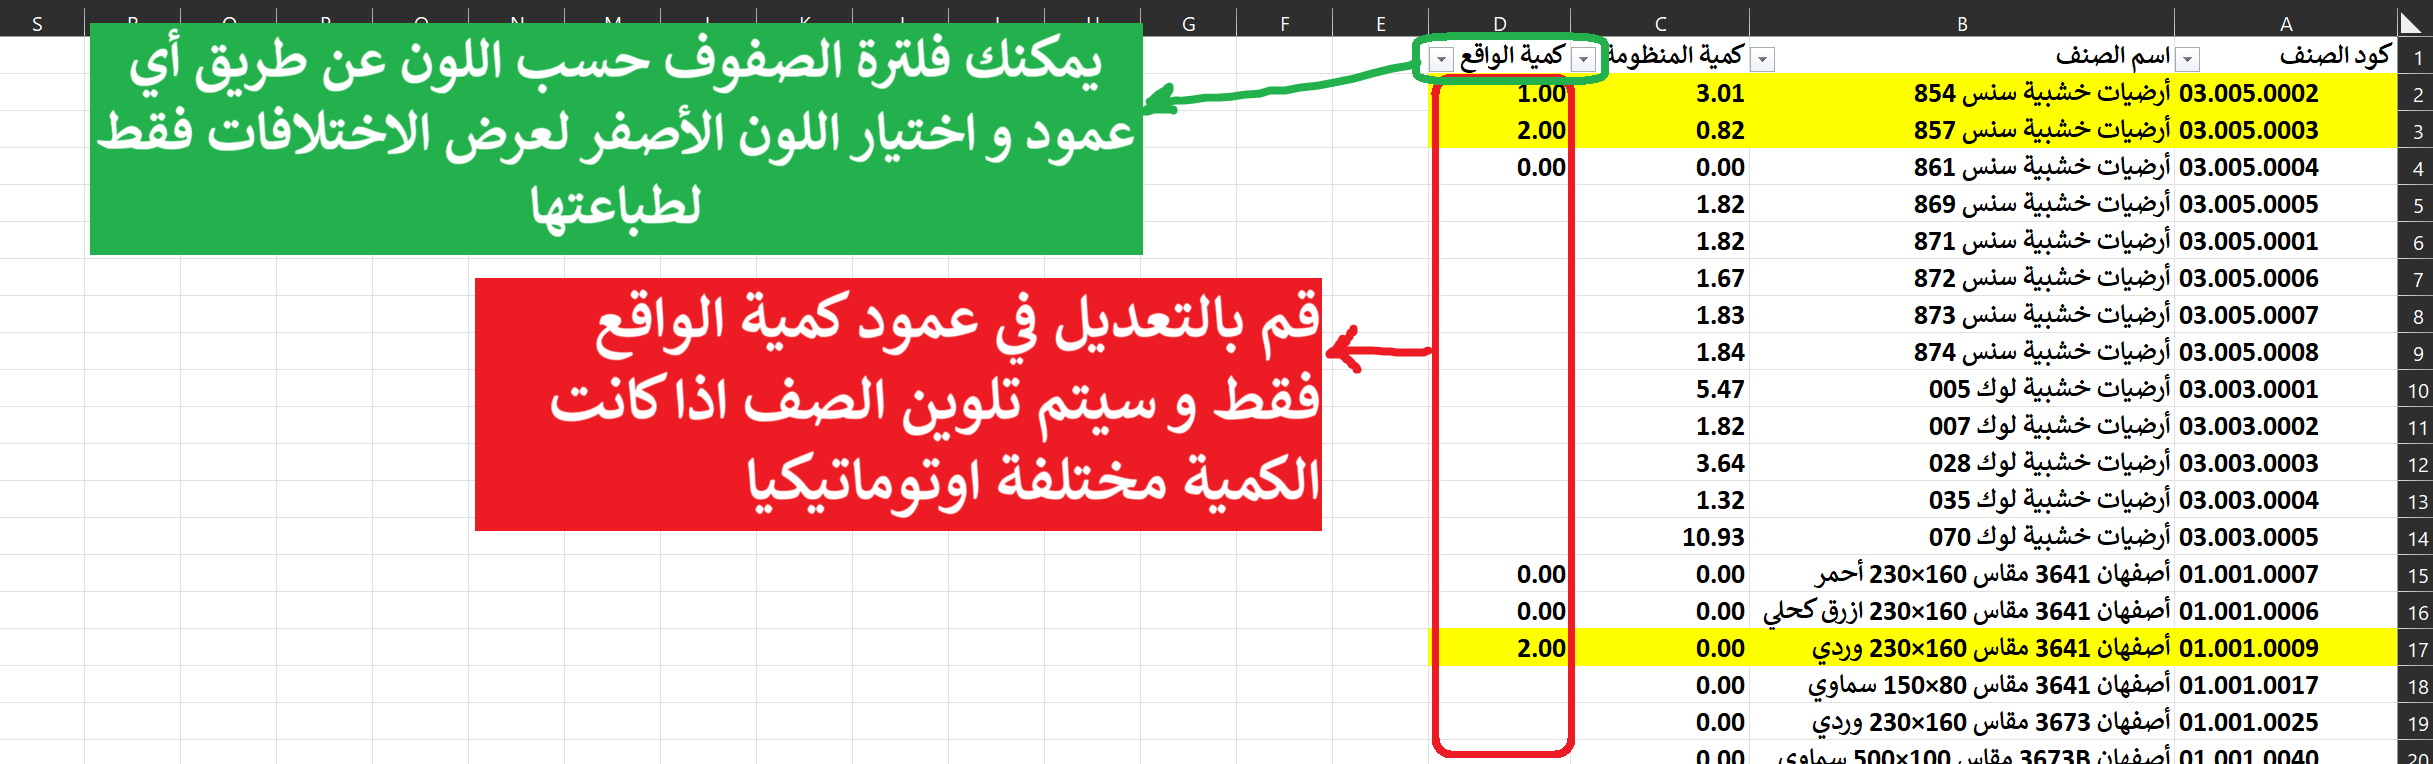 A B C D E F G H I J K L M N O P Q R S
1 كود الصنف اسم الصنف كمية المنظومة كمية الواقع
2 03.005.0002 أرضيات خشبية سنس 854 3.01 1.00
3 03.005.0003 أرضيات خشبية سنس 857 0.82 2.00
4 03.005.0004 أرضيات خشبية سنس 861 0.00 0.00
5 03.005.0005 أرضيات خشبية سنس 869 1.82
6 03.005.0001 أرضيات خشبية سنس 871 1.82
7 03.005.0006 أرضيات خشبية سنس 872 1.67
8 03.005.0007 أرضيات خشبية سنس 873 1.83
9 03.005.0008 أرضيات خشبية سنس 874 1.84
10 03.003.0001 أرضيات خشبية لوك 005 5.47
11 03.003.0002 أرضيات خشبية لوك 007 1.82
12 03.003.0003 أرضيات خشبية لوك 028 3.64
13 03.003.0004 أرضيات خشبية لوك 035 1.32
14 03.003.0005 أرضيات خشبية لوك 070 10.93
15 01.001.0007 أصفهان 3641 مقاس 160×230 أحمر 0.00 0.00
16 01.001.0006 أصفهان 3641 مقاس 160×230 ازرق كحلي 0.00 0.00
17 01.001.0009 أصفهان 3641 مقاس 160×230 وردي 0.00 2.00
18 01.001.0017 أصفهان 3641 مقاس 80×150 سماوي 0.00
19 01.001.0025 أصفهان 3673 مقاس 160×230 وردي 0.00
20 01.001.0040 أصفهان 3673B مقاس 100×500 سماوي 0.00
يمكنك فلترة الصفوف حسب اللون عن طريق أي
عمود و اختيار اللون الأصفر لعرض الاختلافات فقط
لطباعتها
قم بالتعديل في عمود كمية الواقع
فقط و سيتم تلوين الصف اذا كانت
الكمية مختلفة اوتوماتيكيا